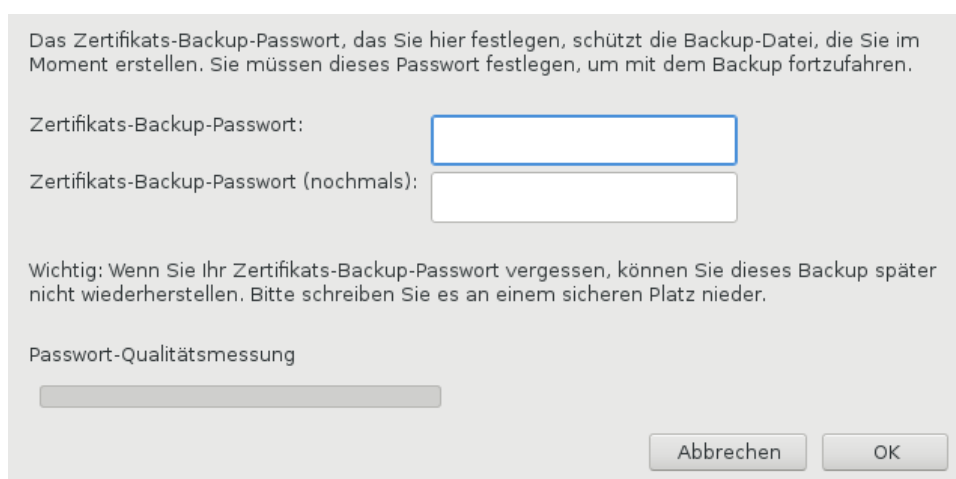 Das Zertifikats-Backup-Passwort, das Sie hier festlegen, schützt die Backup-Datei, die Sie im
Moment erstellen. Sie müssen dieses Passwort festlegen, um mit dem Backup fortzufahren.
Zertifikats-Backup-Passwort:
Zertifikats-Backup-Passwort (nochmals):
Wichtig: Wenn Sie Ihr Zertifikats-Backup-Passwort vergessen, können Sie dieses Backup später
nicht wiederherstellen. Bitte schreiben Sie es an einem sicheren Platz nieder.
Passwort-Qualitätsmessung
Abbrechen OK